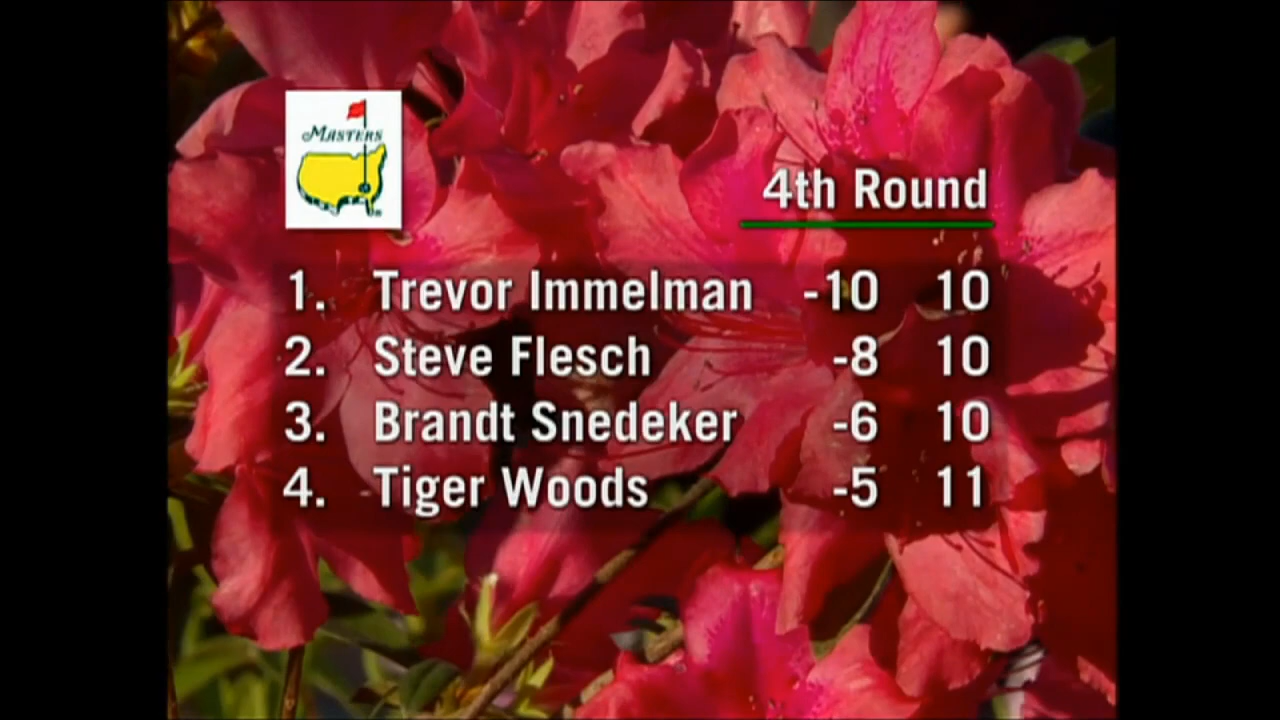 Masters
4th Round
1. Trevor Immelman -10 10
2. Steve Flesch -8 10
3. Brandt Snedeker -6 10
4. Tiger Woods -5 11